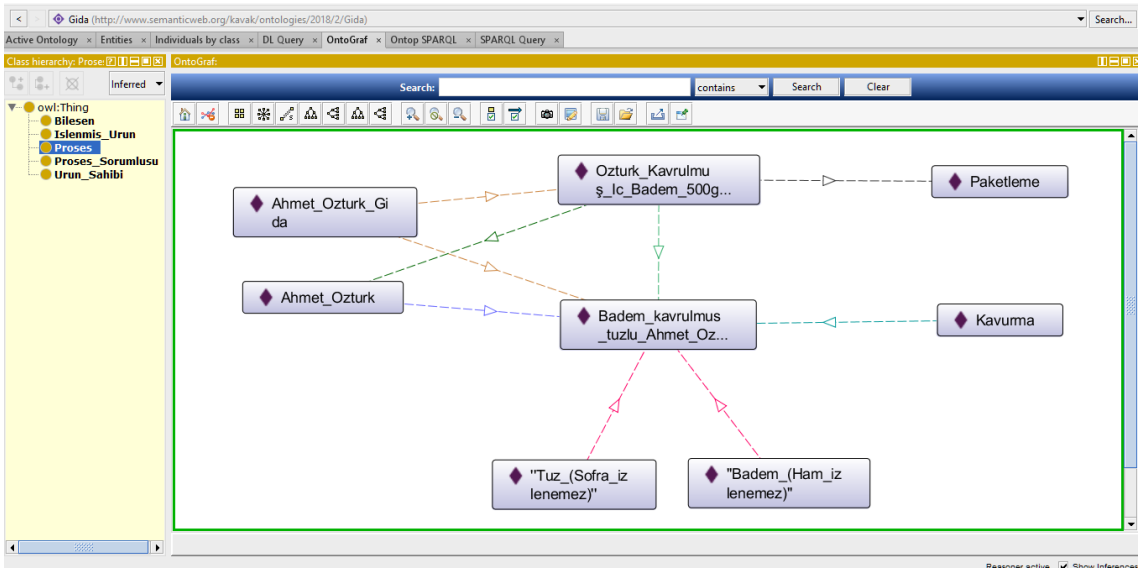 < Gida (http://www.semanticweb.org/kavak/ontologies/2018/2/Gida) Search...
Active Ontology × Entities × Individuals by class × DL Query × OntoGraf × Ontop SPARQL × SPARQL Query ×
Class hierarchy: Prose:
OntoGraf:
Inferred
Search: contains Search Clear
owl:Thing
Bilesen
Islenmis_Urun
Proses
Proses_Sorumlusu
Urun_Sahibi
Ozturk_Kavrulmu
ş_Ic_Badem_500g...
Paketleme
Ahmet_Ozturk_Gi
da
Ahmet_Ozturk
Badem_kavrulmus
_tuzlu_Ahmet_Oz...
Kavurma
"Tuz_(Sofra_iz
lenemez)"
"Badem_(Ham_iz
lenemez)"
Reasoner active Show Inferences